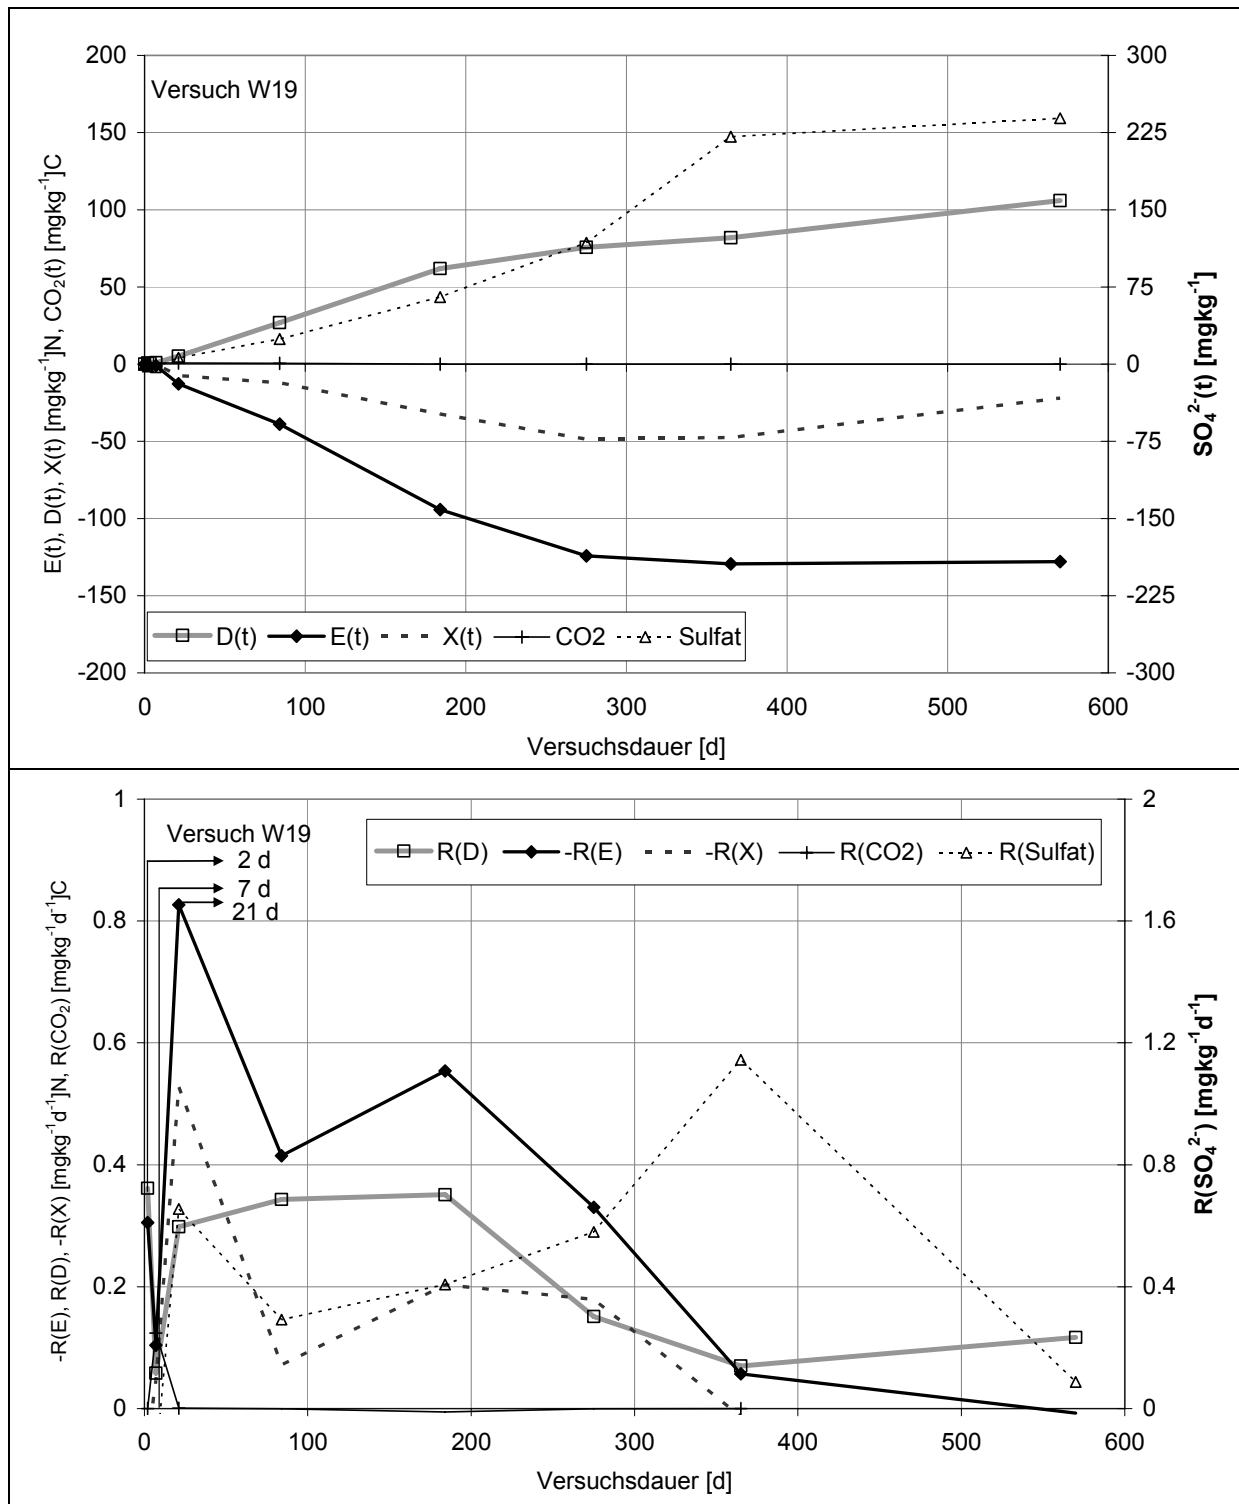 Versuch W19
200
150
100
50
0
-50
-100
-150
-200
E(t), D(t), X(t) [mgkg⁻¹]N, CO₂(t) [mgkg⁻¹]C
300
225
150
75
0
-75
-150
-225
-300
SO₄²⁻(t) [mgkg⁻¹]
D(t) E(t) X(t) CO2 Sulfat
0 100 200 300 400 500 600
Versuchsdauer [d]
Versuch W19
2 d
7 d
21 d
R(D) -R(E) -R(X) R(CO2) R(Sulfat)
1
0.8
0.6
0.4
0.2
0
-R(E), R(D), -R(X) [mgkg⁻¹d⁻¹]N, R(CO₂) [mgkg⁻¹d⁻¹]C
2
1.6
1.2
0.8
0.4
0
R(SO₄²⁻) [mgkg⁻¹d⁻¹]
0 100 200 300 400 500 600
Versuchsdauer [d]